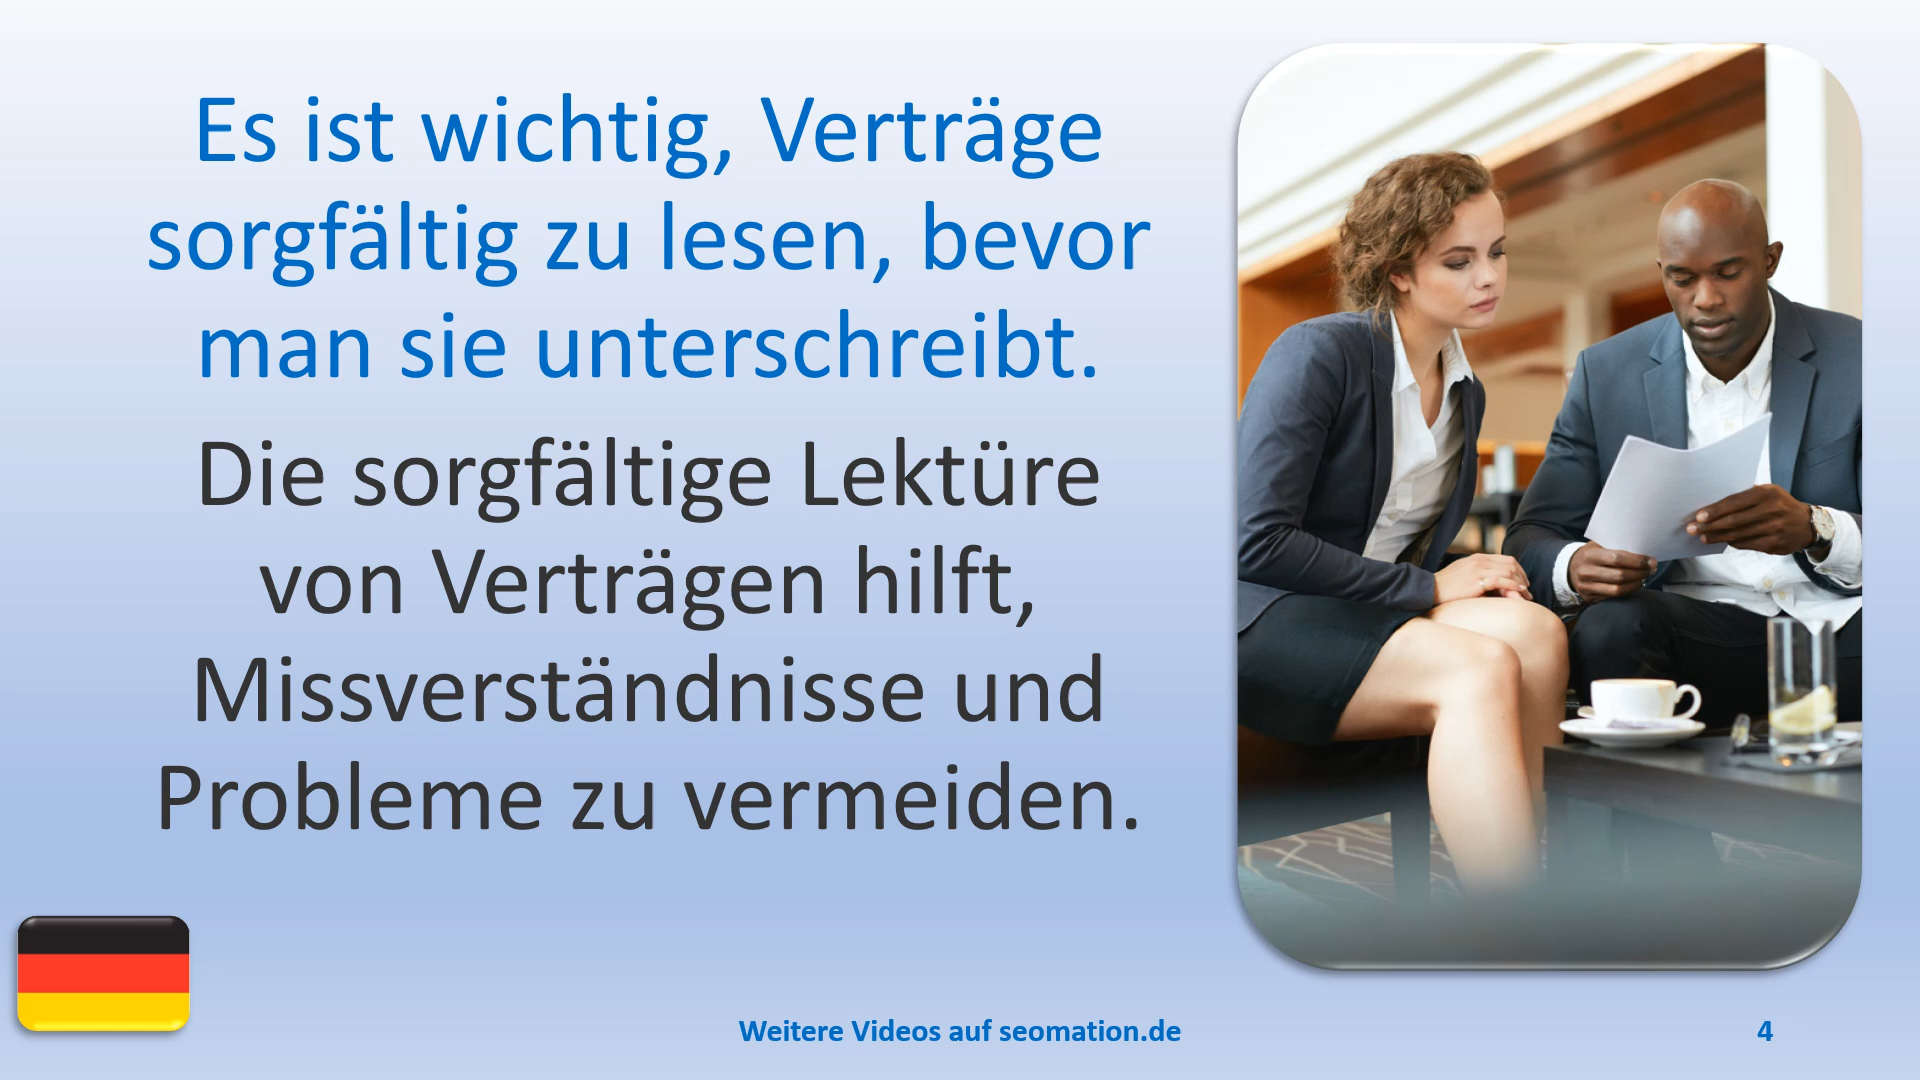 Es ist wichtig, Verträge
sorgfältig zu lesen, bevor
man sie unterschreibt.
Die sorgfältige Lektüre
von Verträgen hilft,
Missverständnisse und
Probleme zu vermeiden.
Weitere Videos auf seomation.de
4